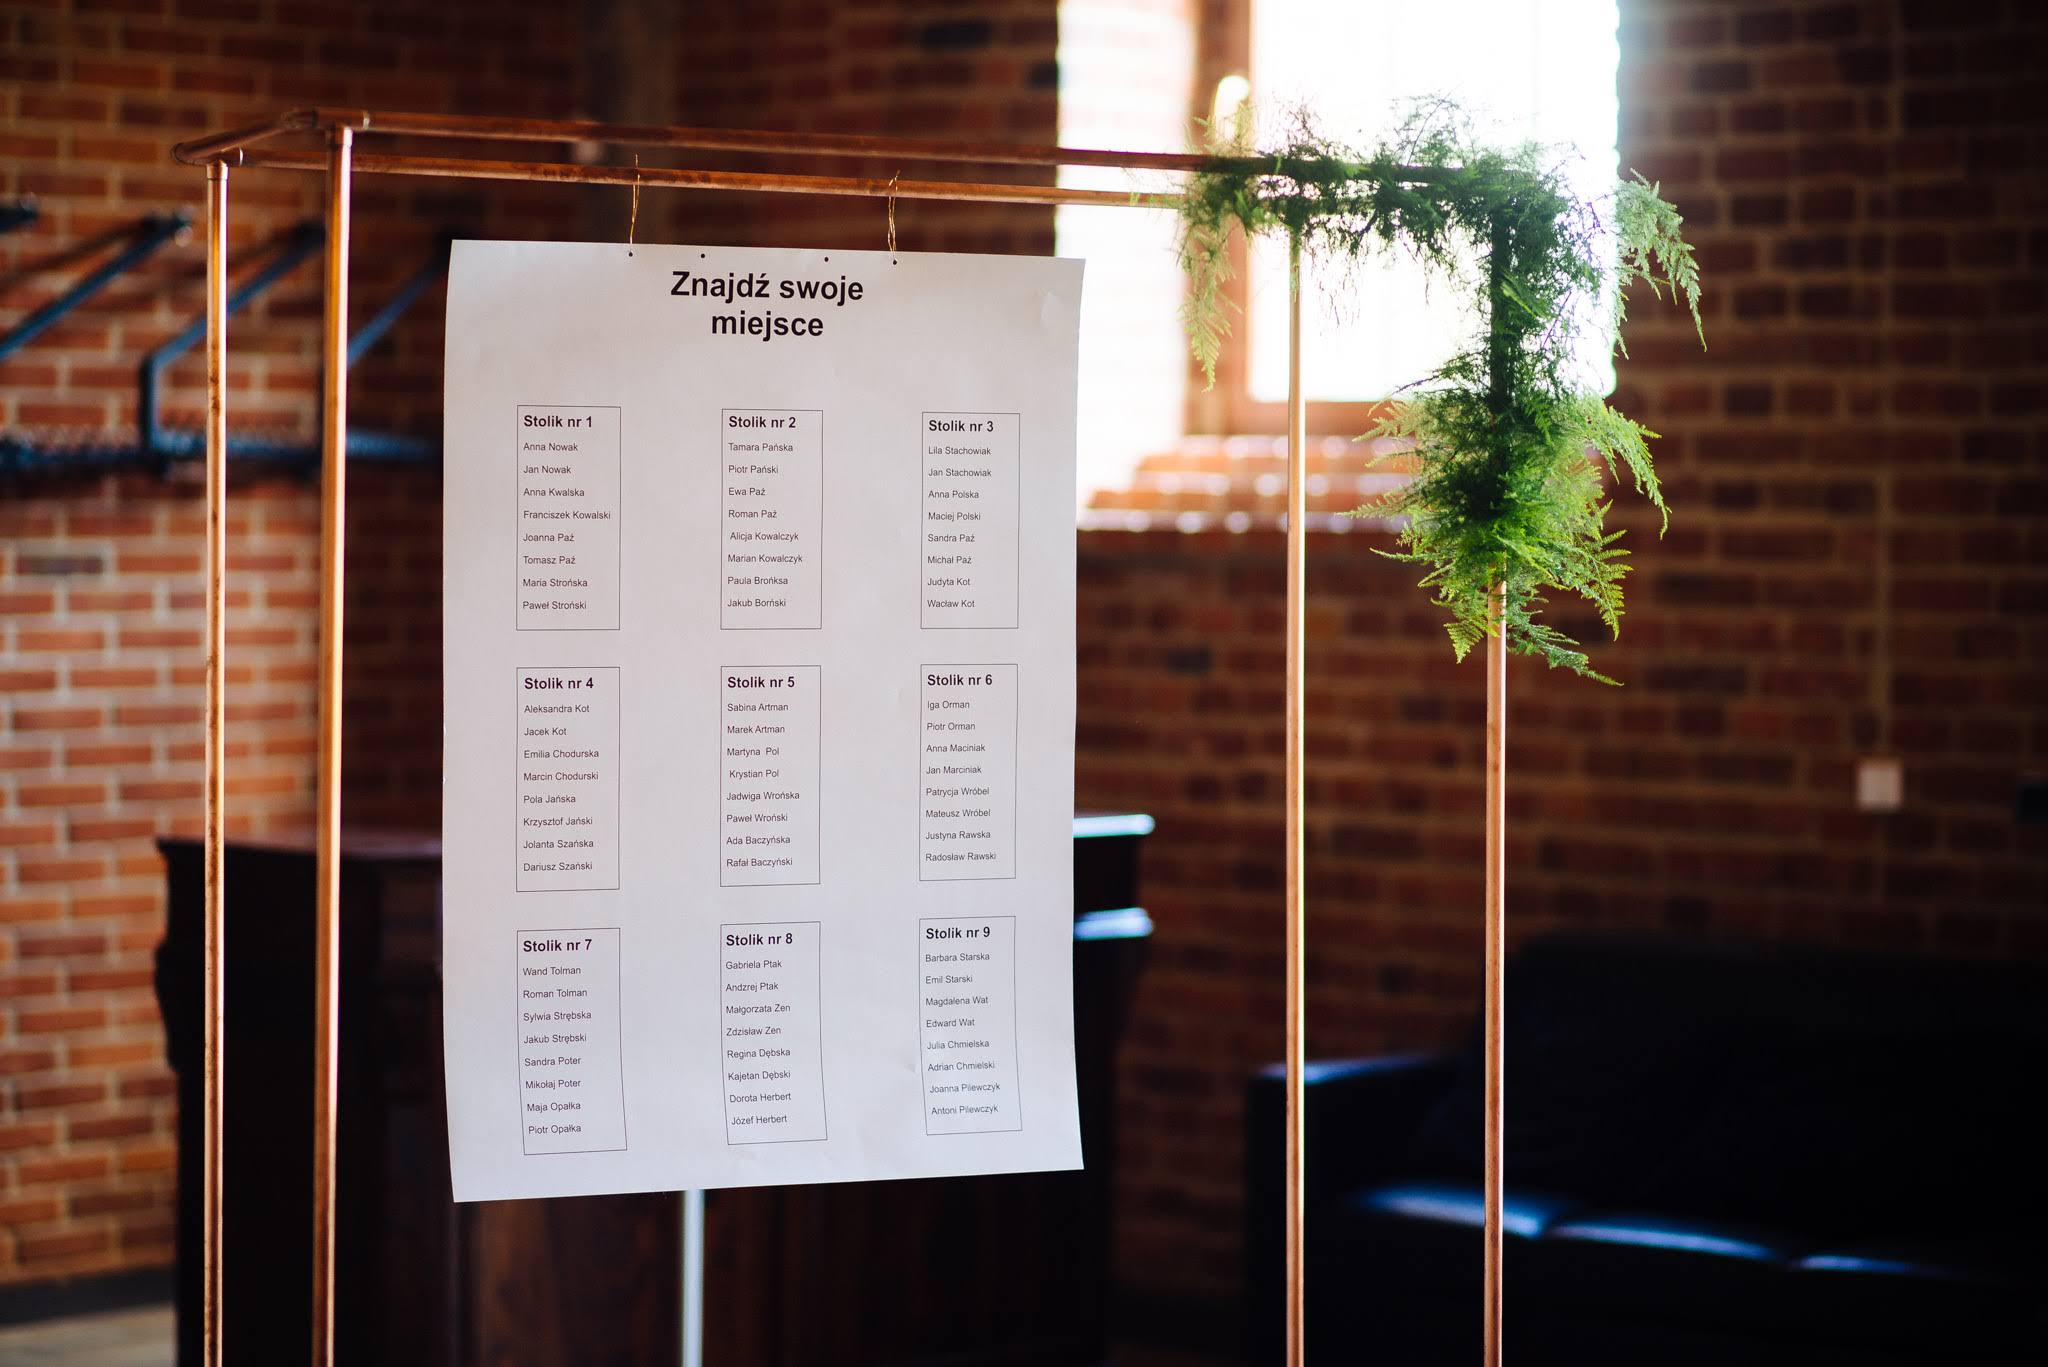 Znajdź swoje
miejsce
Stolik nr 1
Anna Nowak
Jan Nowak
Anna Kwalska
Franciszek Kowalski
Joanna Paź
Tomasz Paź
Maria Strońska
Paweł Stroński
Stolik nr 2
Tamara Pańska
Piotr Pański
Ewa Paź
Roman Paź
Alicja Kowalczyk
Marian Kowalczyk
Paula Brońksa
Jakub Borński
Stolik nr 3
Lila Stachowiak
Jan Stachowiak
Anna Polska
Maciej Polski
Sandra Paź
Michał Paź
Judyta Kot
Wacław Kot
Stolik nr 4
Aleksandra Kot
Jacek Kot
Emilia Chodurska
Marcin Chodurski
Pola Jańska
Krzysztof Jański
Jolanta Szańska
Dariusz Szański
Stolik nr 5
Sabina Artman
Marek Artman
Martyna Pol
Krystian Pol
Jadwiga Wrońska
Paweł Wroński
Ada Baczyńska
Rafał Baczyński
Stolik nr 6
Iga Orman
Piotr Orman
Anna Maciniak
Jan Marciniak
Patrycja Wróbel
Mateusz Wróbel
Justyna Rawska
Radosław Rawski
Stolik nr 7
Wand Tolman
Roman Tolman
Sylwia Strębska
Jakub Strębski
Sandra Poter
Mikołaj Poter
Maja Opałka
Piotr Opałka
Stolik nr 8
Gabriela Ptak
Andzrej Ptak
Małgorzata Zen
Zdzisław Zen
Regina Dębska
Kajetan Dębski
Dorota Herbert
Józef Herbert
Stolik nr 9
Barbara Starska
Emil Starski
Magdalena Wat
Edward Wat
Julia Chmielska
Adrian Chmielski
Joanna Pilewczyk
Antoni Pilewczyk